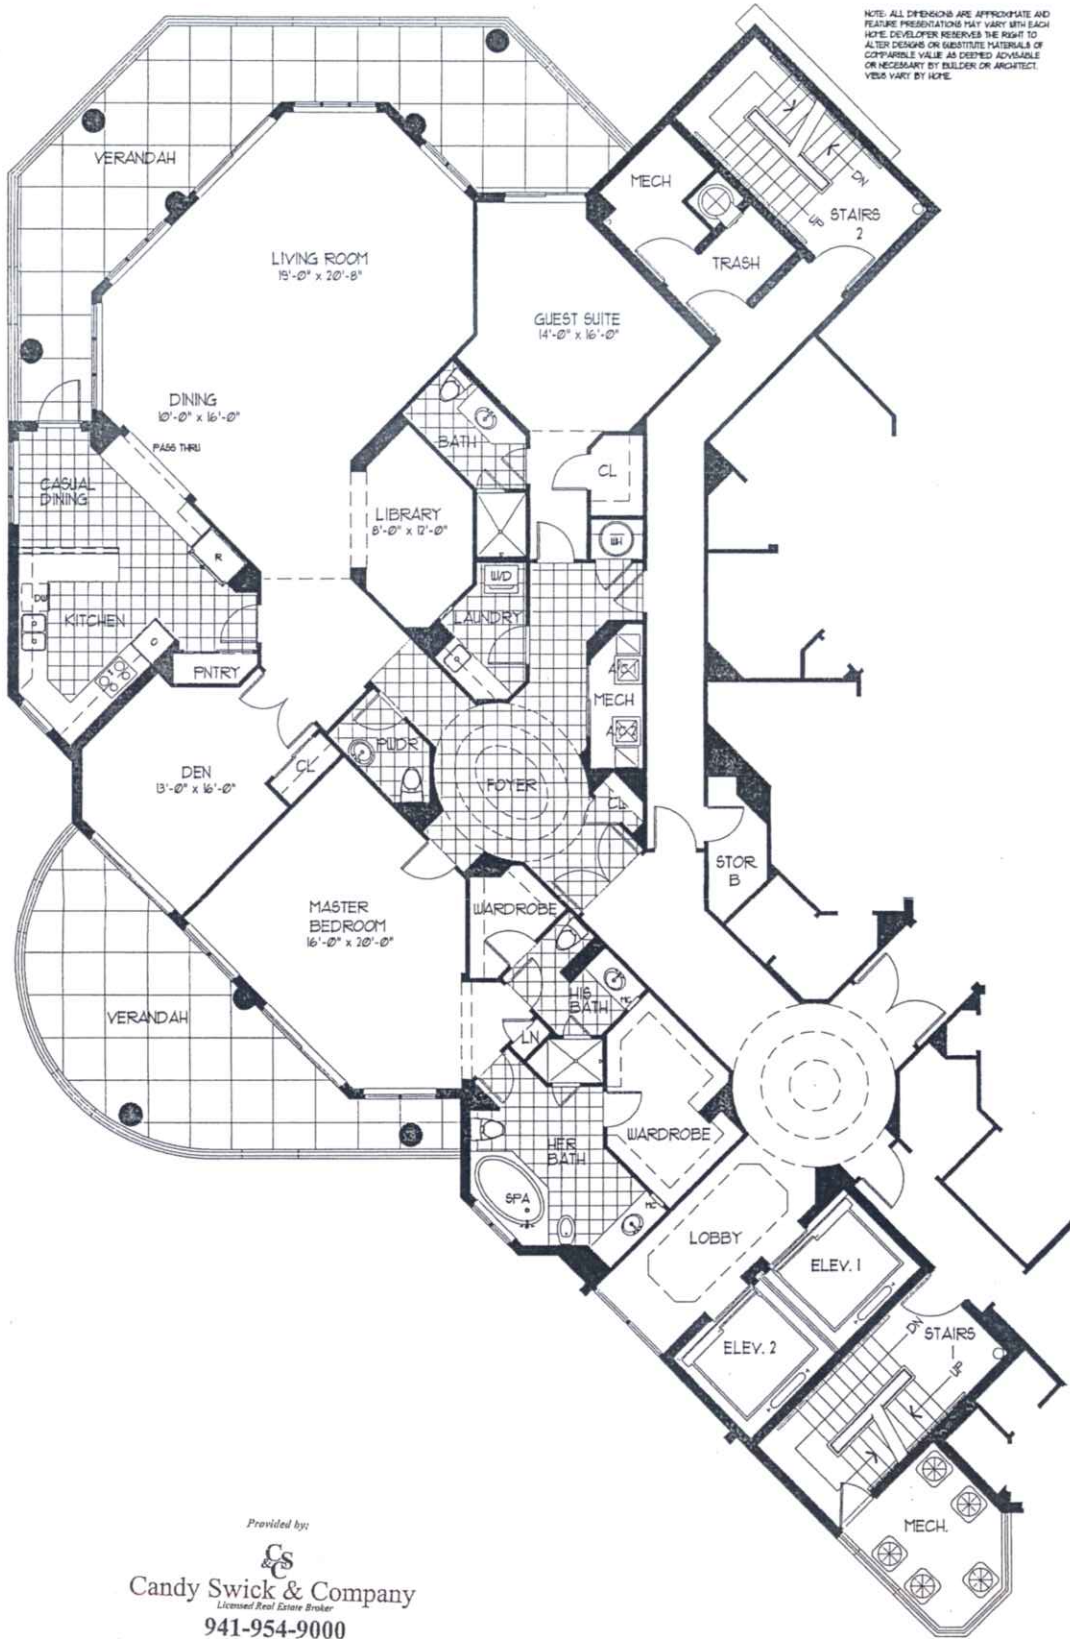 NOTE: ALL DIMENSIONS ARE APPROXIMATE AND
FEATURE PRESENTATIONS MAY VARY WITH EACH
HOME. DEVELOPER RESERVES THE RIGHT TO
ALTER DESIGNS OR SUBSTITUTE MATERIALS OF
COMPARABLE VALUE AS DEEMED ADVISABLE
OR NECESSARY BY BUILDER OR ARCHITECT.
VIEWS VARY BY HOME.
VERANDAH
MECH
DN
UP
STAIRS
2
TRASH
LIVING ROOM
19'-0" x 20'-8"
GUEST SUITE
14'-0" x 16'-0"
DINING
10'-0" x 16'-0"
PASS THRU
BATH
CL
CASUAL
DINING
LIBRARY
8'-0" x 12'-0"
WH
R
W/D
DW
KITCHEN
LAUNDRY
O
PNTRY
A/C-1
MECH
A/C-2
PWDR
DEN
13'-0" x 16'-0"
CL
FOYER
CL
STOR
B
MASTER
BEDROOM
16'-0" x 20'-0"
WARDROBE
HIS
BATH
MC
VERANDAH
LN
WARDROBE
HER
BATH
SPA
MC
LOBBY
ELEV. 1
ELEV. 2
DN
STAIRS
1
UP
MECH.
Provided by:
C&S
C
Candy Swick & Company
Licensed Real Estate Broker
941-954-9000